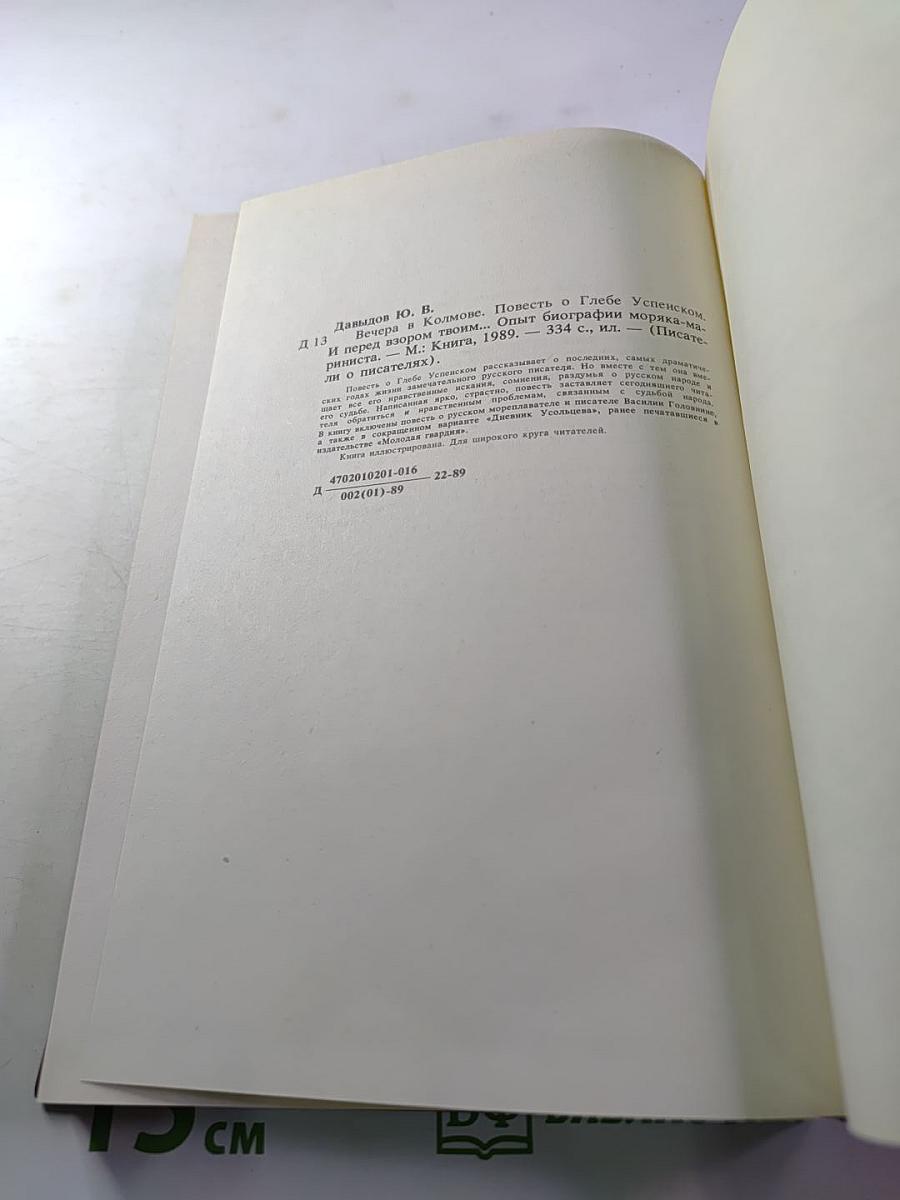 Давыдов Ю. В.
Д 13 Вечера в Колмове. Повесть о Глебе Успенском.
И перед взором твоим... Опыт биографии моряка-ма-
риниста. — М.: Книга, 1989. — 334 с., ил. — (Писате-
ли о писателях).
Повесть о Глебе Успенском рассказывает о последних, самых драматиче-
ских годах жизни замечательного русского писателя. Но вместе с тем она вме-
щает все его нравственные искания, сомнения, раздумья о русском народе и
его судьбе. Написанная ярко, страстно, повесть заставляет сегодняшнего чита-
теля обратиться и нравственным проблемам, связанным с судьбой народа.
В книгу включены повесть о русском мореплавателе и писателе Василии Головнине,
а также в сокращенном варианте «Дневник Усольцева», ранее печатавшиеся в
издательстве «Молодая гвардия».
Книга иллюстрирована. Для широкого круга читателей.
Д 4702010201-016 22-89
002(01)-89
15 СМ